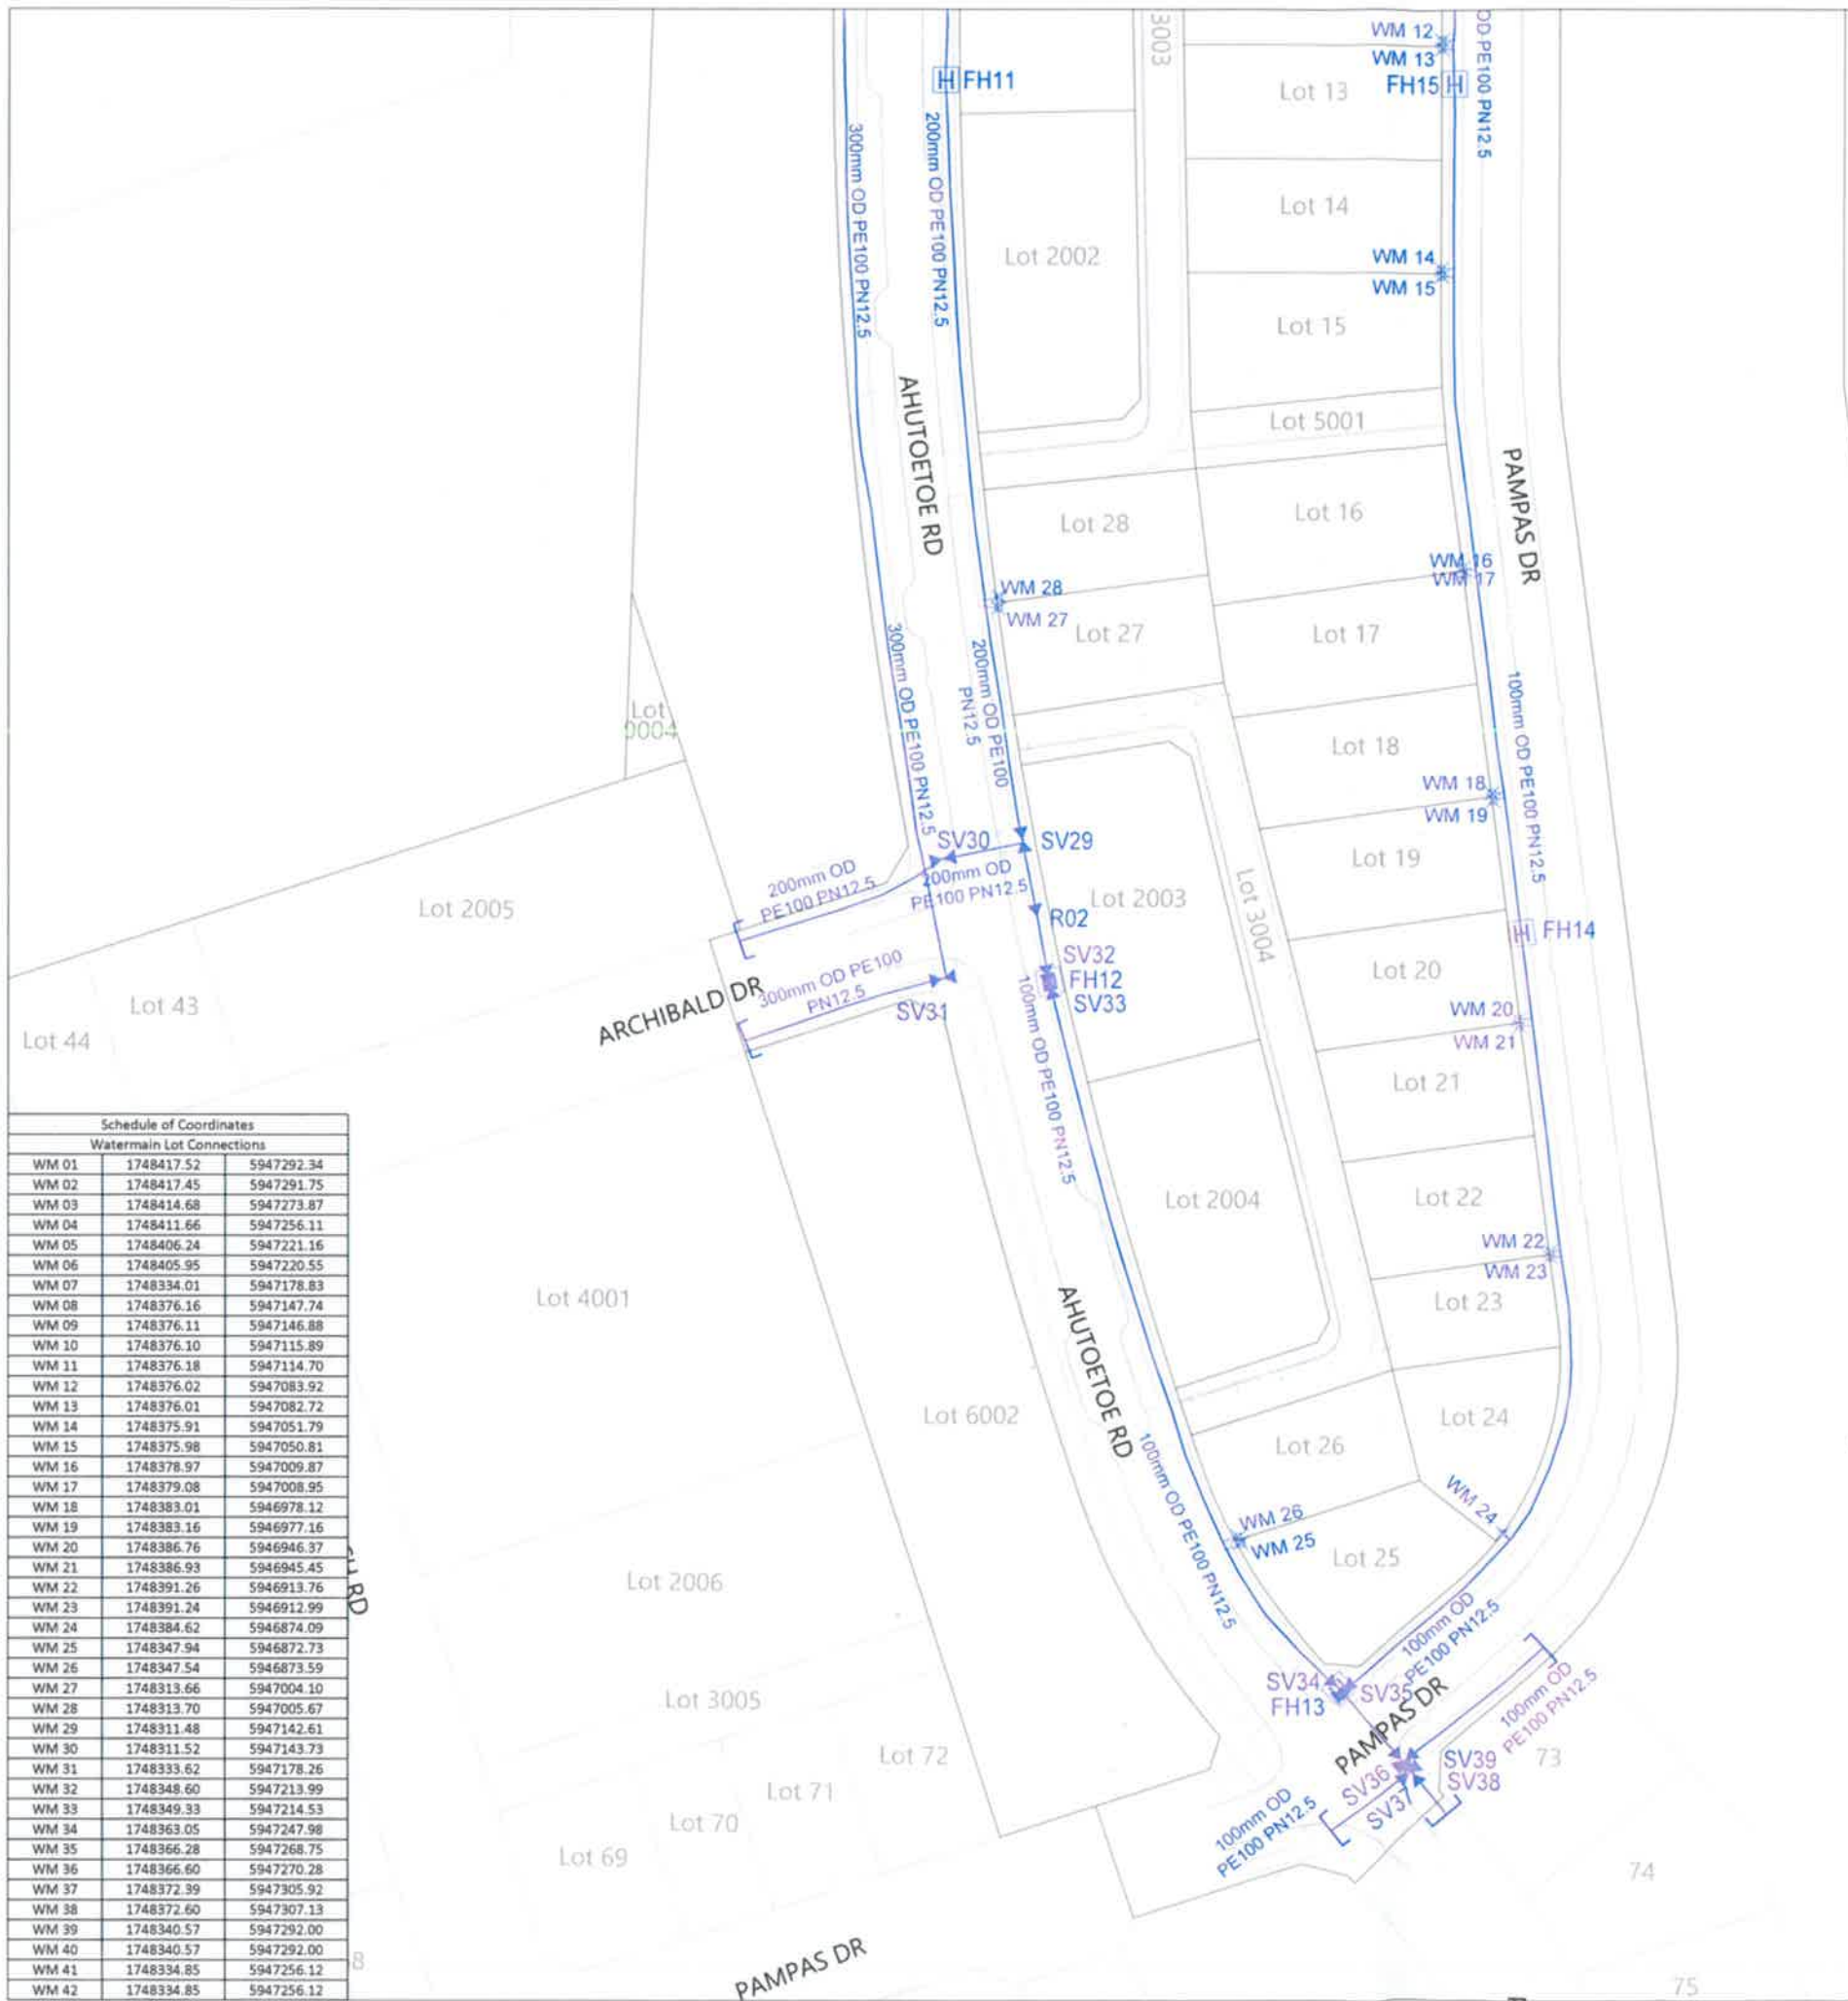 3003
WM 12
WM 13
FH11
FH15
Lot 13
OD PE100 PN12.5
300mm OD PE100 PN12.5
200mm OD PE100 PN12.5
Lot 14
Lot 2002
WM 14
WM 15
Lot 15
AHUTOETOE RD
Lot 5001
PAMPAS DR
Lot 28
Lot 16
WM 16
WM 17
WM 28
WM 27
Lot 27
Lot 17
300mm OD PE100 PN12.5
200mm OD PE100
PN12.5
100mm OD PE100 PN12.5
Lot
0004
Lot 18
WM 18
WM 19
SV30
SV29
200mm OD
PE100 PN12.5
200mm OD
PE100 PN12.5
Lot 19
Lot 2003
Lot 3004
Lot 2005
R02
FH14
SV32
FH12
SV33
Lot 20
300mm OD PE100
PN12.5
ARCHIBALD DR
SV31
Lot 43
Lot 44
WM 20
WM 21
100mm OD PE100 PN12.5
Lot 21
Lot 2004
Lot 22
WM 22
WM 23
Lot 23
Lot 4001
AHUTOETOE RD
Lot 6002
Lot 24
Lot 26
100mm OD PE100 PN12.5
WM 24
WM 26
WM 25
Lot 25
Lot 2006
100mm OD
PE100 PN12.5
SV34
FH13
SV35
PAMPAS DR
100mm OD
PE100 PN12.5
Lot 3005
Lot 72
Lot 71
Lot 70
Lot 69
SV39
SV38
SV36
SV37
73
100mm OD
PE100 PN12.5
74
75
PAMPAS DR
RD
8
Schedule of Coordinates
Watermain Lot Connections
WM 01 1748417.52 5947292.34
WM 02 1748417.45 5947291.75
WM 03 1748414.68 5947273.87
WM 04 1748411.66 5947256.11
WM 05 1748406.24 5947221.16
WM 06 1748405.95 5947220.55
WM 07 1748334.01 5947178.83
WM 08 1748376.16 5947147.74
WM 09 1748376.11 5947146.88
WM 10 1748376.10 5947115.89
WM 11 1748376.18 5947114.70
WM 12 1748376.02 5947083.92
WM 13 1748376.01 5947082.72
WM 14 1748375.91 5947051.79
WM 15 1748375.98 5947050.81
WM 16 1748378.97 5947009.87
WM 17 1748379.08 5947008.95
WM 18 1748383.01 5946978.12
WM 19 1748383.16 5946977.16
WM 20 1748386.76 5946946.37
WM 21 1748386.93 5946945.45
WM 22 1748391.26 5946913.76
WM 23 1748391.24 5946912.99
WM 24 1748384.62 5946874.09
WM 25 1748347.94 5946872.73
WM 26 1748347.54 5946873.59
WM 27 1748313.66 5947004.10
WM 28 1748313.70 5947005.67
WM 29 1748311.48 5947142.61
WM 30 1748311.52 5947143.73
WM 31 1748333.62 5947178.26
WM 32 1748348.60 5947213.99
WM 33 1748349.33 5947214.53
WM 34 1748363.05 5947247.98
WM 35 1748366.28 5947268.75
WM 36 1748366.60 5947270.28
WM 37 1748372.39 5947305.92
WM 38 1748372.60 5947307.13
WM 39 1748340.57 5947292.00
WM 40 1748340.57 5947292.00
WM 41 1748334.85 5947256.12
WM 42 1748334.85 5947256.12